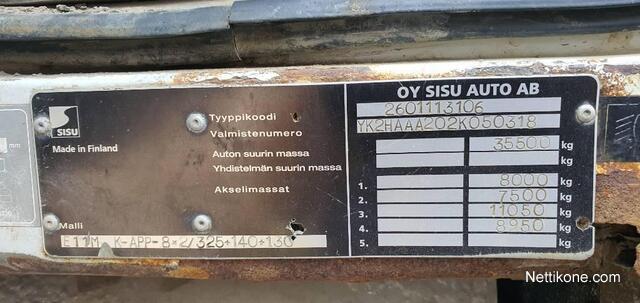 OY SISU AUTO AB
SISU
Made in Finland
Tyyppikoodi 2601113106
Valmistenumero YK2HAAA202K050318
Auton suurin massa 35500 kg
Yhdistelmän suurin massa kg
Akselimassat
1. 8000 kg
2. 7500 kg
3. 11050 kg
4. 8950 kg
5. kg
Malli
E11M K-APP-8×2/325+140+130
mm
Nettikone.com